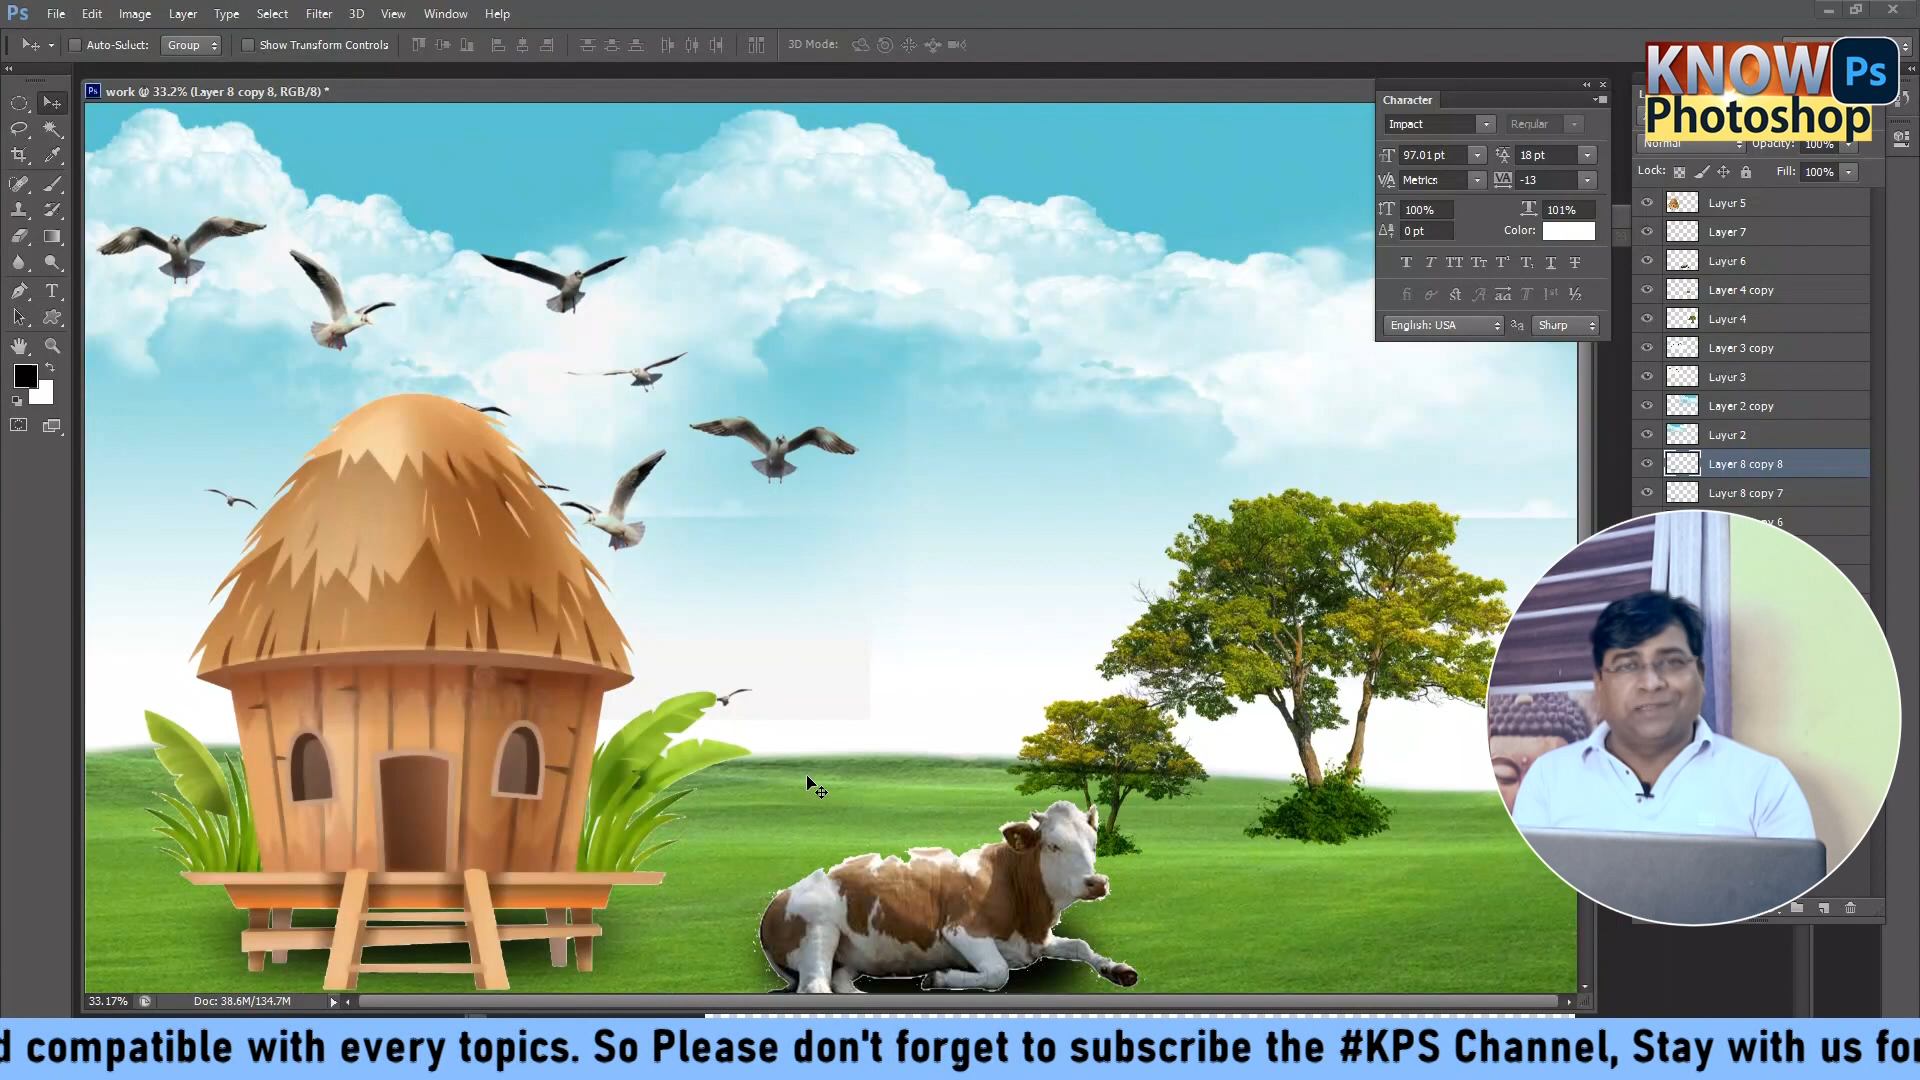 Ps File Edit Image Layer Type Select Filter 3D View Window Help
Auto-Select: Group Show Transform Controls 3D Mode:
KNOW Ps
Photoshop
Ps work @ 33.2% (Layer 8 copy 8, RGB/8) *
Character
Impact Regular
97.01 pt 18 pt
Metrics -13
100% 101%
0 pt Color:
English: USA Sharp
Normal Opacity: 100%
Lock: Fill: 100%
Layer 5
Layer 7
Layer 6
Layer 4 copy
Layer 4
Layer 3 copy
Layer 3
Layer 2 copy
Layer 2
Layer 8 copy 8
Layer 8 copy 7
6
33.17% Doc: 38.6M/134.7M
d compatible with every topics. So Please don't forget to subscribe the #KPS Channel, Stay with us for